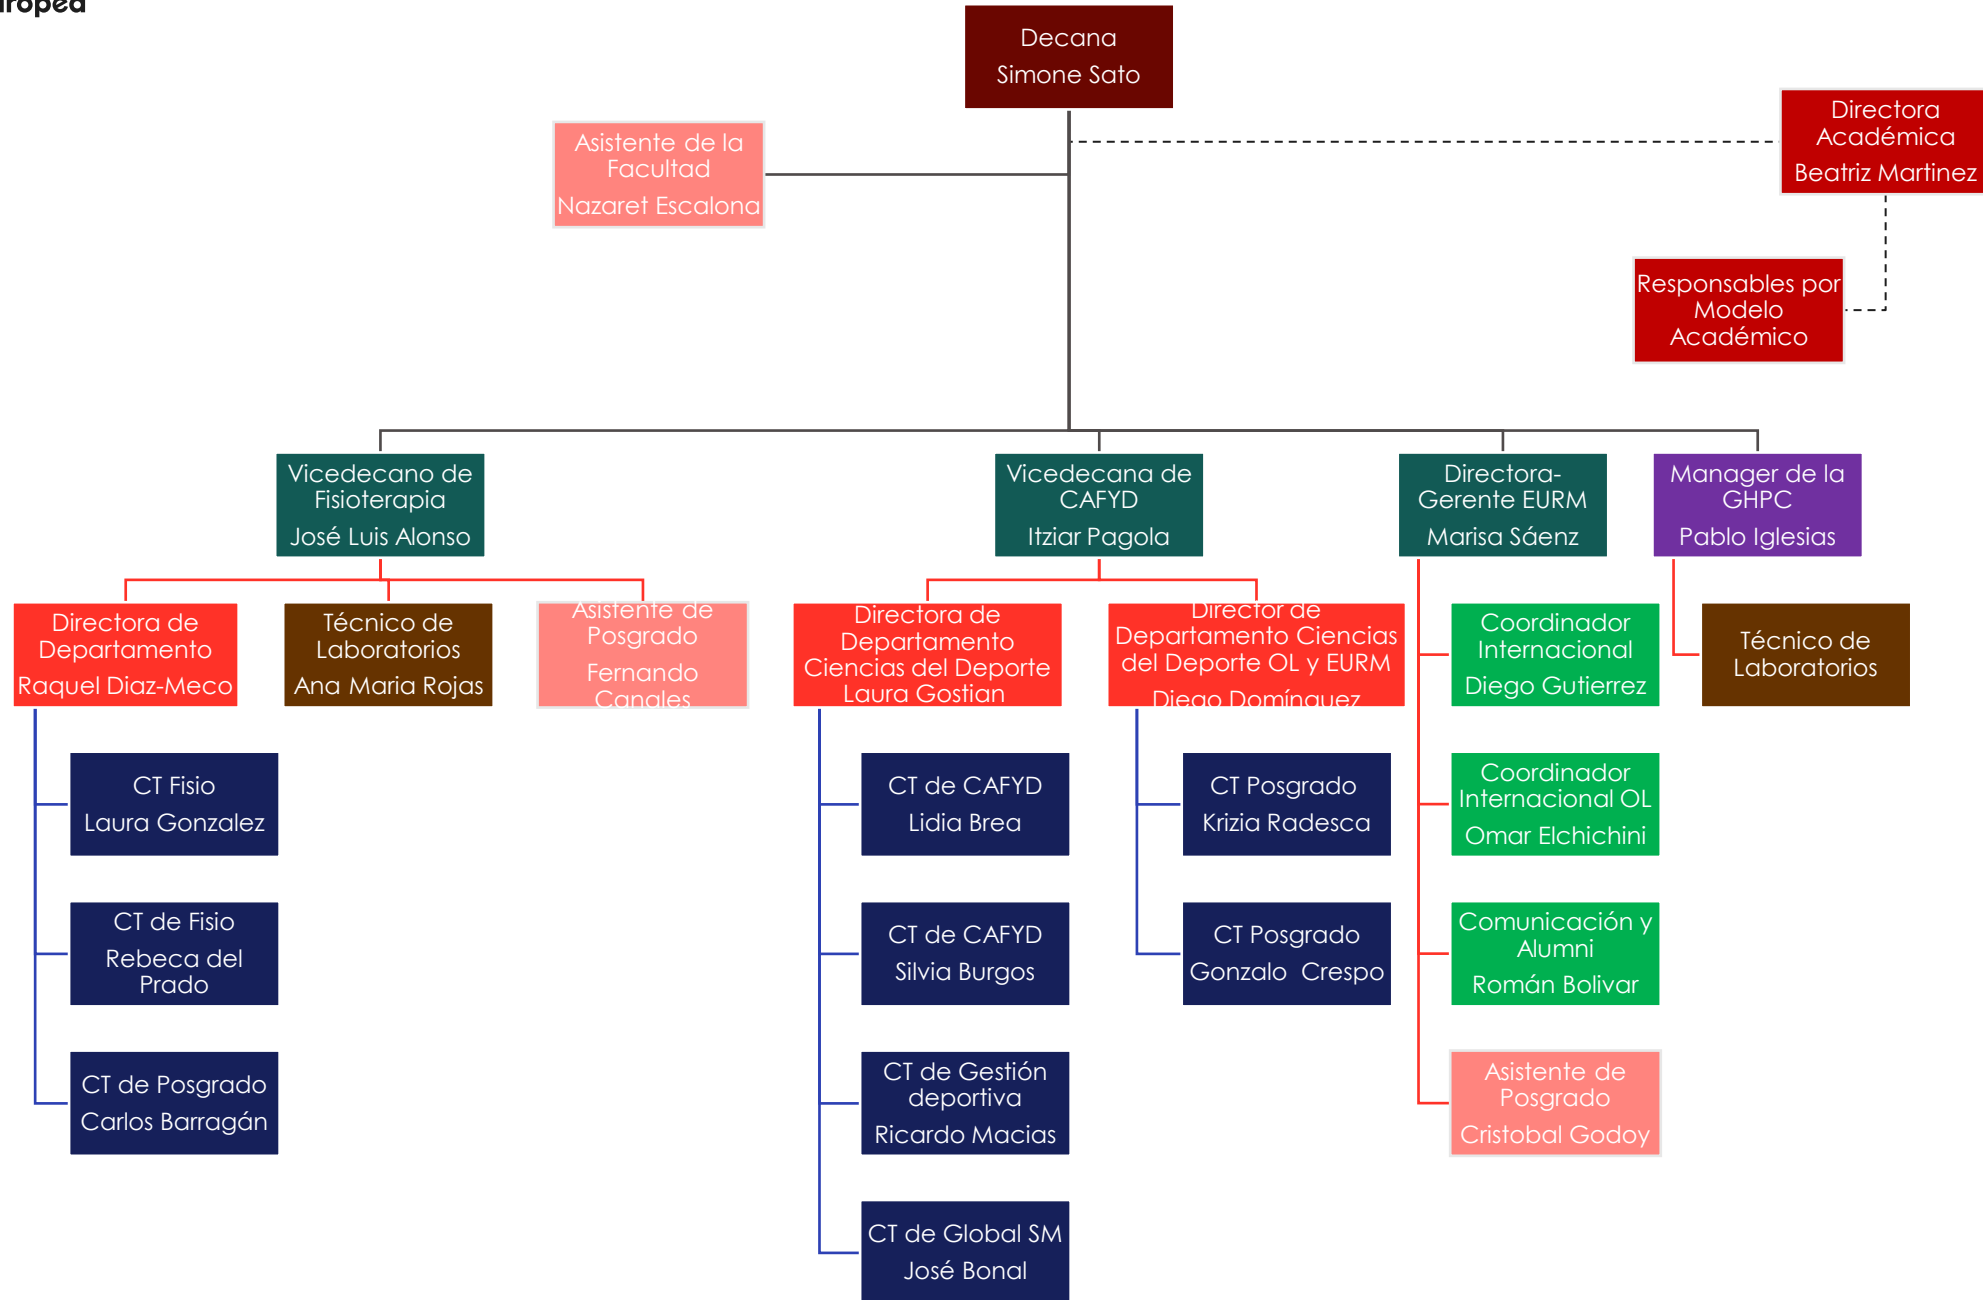 Decana
Simone Sato
Directora
Académica
Beatriz Martinez
Asistente de la
Facultad
Nazaret Escalona
Responsables por
Modelo
Académico
Vicedecano de
Fisioterapia
José Luis Alonso
Vicedecana de
CAFYD
Itziar Pagola
Directora-
Gerente EURM
Marisa Sáenz
Manager de la
GHPC
Pablo Iglesias
Directora de
Departamento
Raquel Diaz-Meco
Técnico de
Laboratorios
Ana Maria Rojas
Asistente de
Posgrado
Fernando
Canales
Directora de
Departamento
Ciencias del Deporte
Laura Gostian
Director de
Departamento Ciencias
del Deporte OL y EURM
Diego Domínguez
Coordinador
Internacional
Diego Gutierrez
Técnico de
Laboratorios
CT Fisio
Laura Gonzalez
CT de CAFYD
Lidia Brea
CT Posgrado
Krizia Radesca
Coordinador
Internacional OL
Omar Elchichini
CT de Fisio
Rebeca del
Prado
CT de CAFYD
Silvia Burgos
CT Posgrado
Gonzalo Crespo
Comunicación y
Alumni
Román Bolivar
CT de Posgrado
Carlos Barragán
CT de Gestión
deportiva
Ricardo Macias
Asistente de
Posgrado
Cristobal Godoy
CT de Global SM
José Bonal